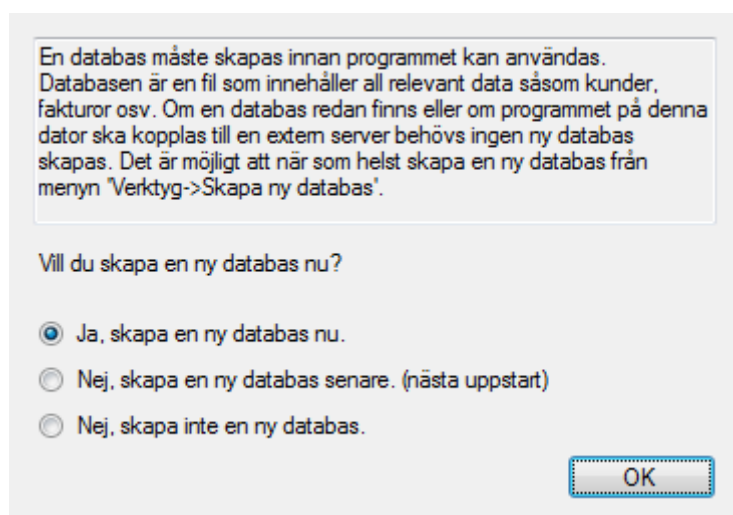 En databas måste skapas innan programmet kan användas.
Databasen är en fil som innehåller all relevant data såsom kunder,
fakturor osv. Om en databas redan finns eller om programmet på denna
dator ska kopplas till en extern server behövs ingen ny databas
skapas. Det är möjligt att när som helst skapa en ny databas från
menyn 'Verktyg->Skapa ny databas'.
Vill du skapa en ny databas nu?
Ja, skapa en ny databas nu.
Nej, skapa en ny databas senare. (nästa uppstart)
Nej, skapa inte en ny databas.
OK